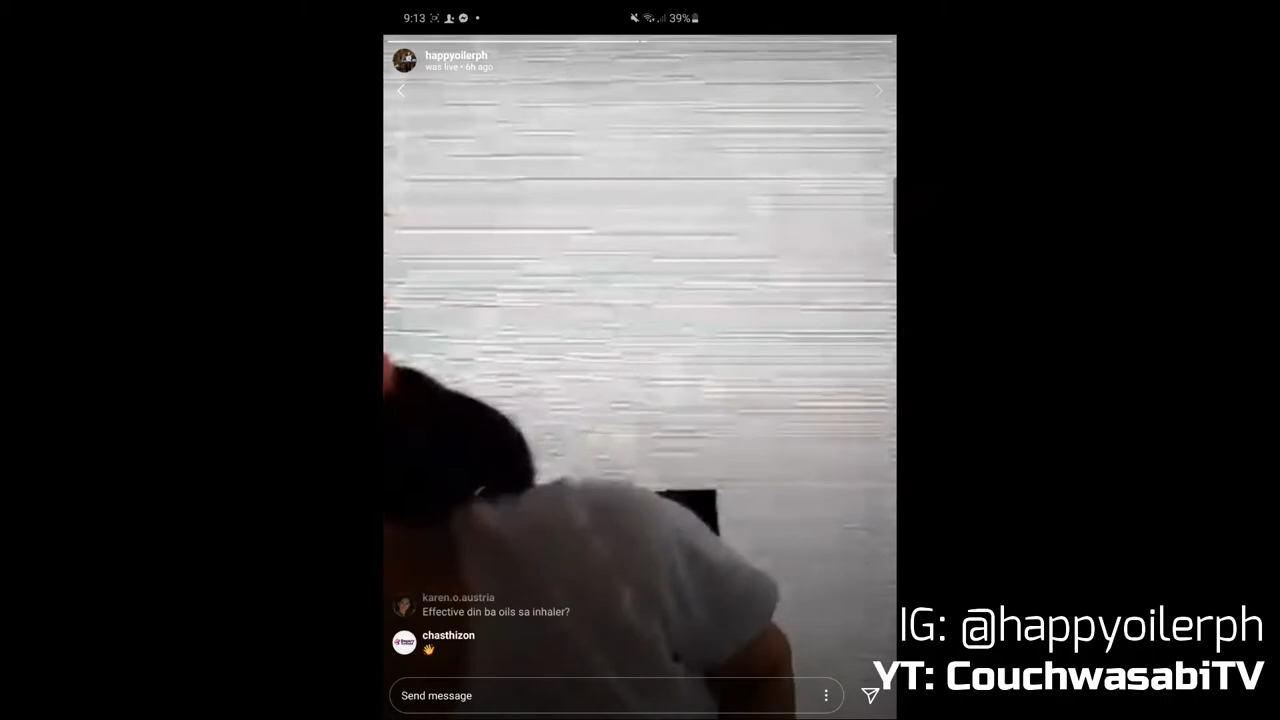 9:13
39%
happyoilerph
was live • 6h ago
karen.o.austria
Effective din ba oils sa inhaler?
chasthizon
👋
Send message
IG: @happyoilerph
YT: CouchwasabiTV